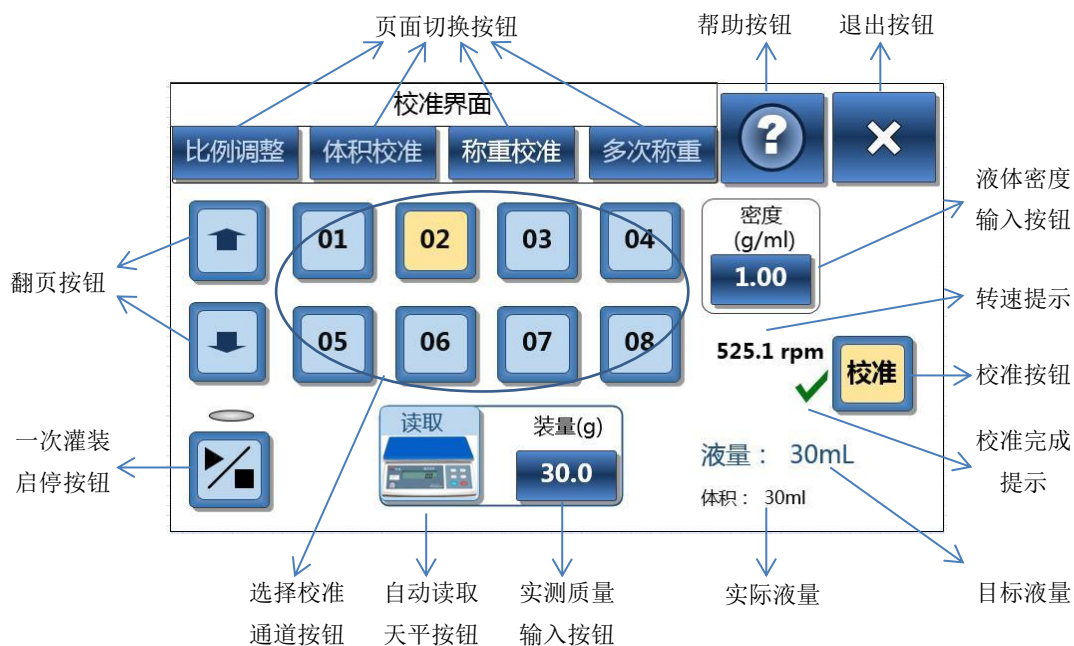 页面切换按钮
帮助按钮
退出按钮
校准界面
比例调整
体积校准
称重校准
多次称重
?
液体密度
输入按钮
01
02
03
04
密度
(g/ml)
1.00
翻页按钮
转速提示
05
06
07
08
525.1 rpm
校准
校准按钮
读取
装量(g)
30.0
一次灌装
启停按钮
液量： 30mL
体积： 30ml
校准完成
提示
选择校准
通道按钮
自动读取
天平按钮
实测质量
输入按钮
实际液量
目标液量